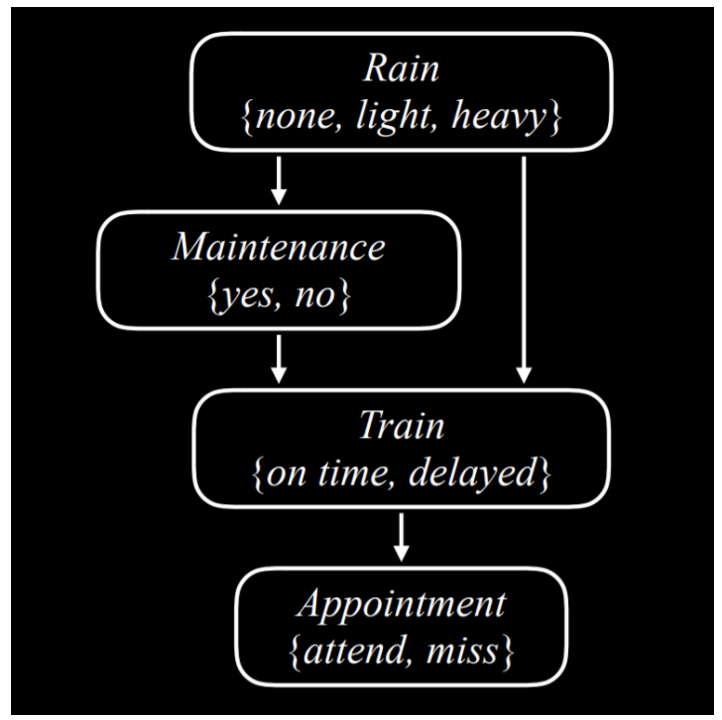 Rain
{none, light, heavy}
Maintenance
{yes, no}
Train
{on time, delayed}
Appointment
{attend, miss}